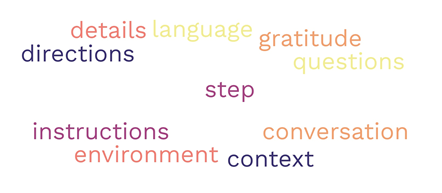 details language gratitude
directions questions
step
instructions conversation
environment context